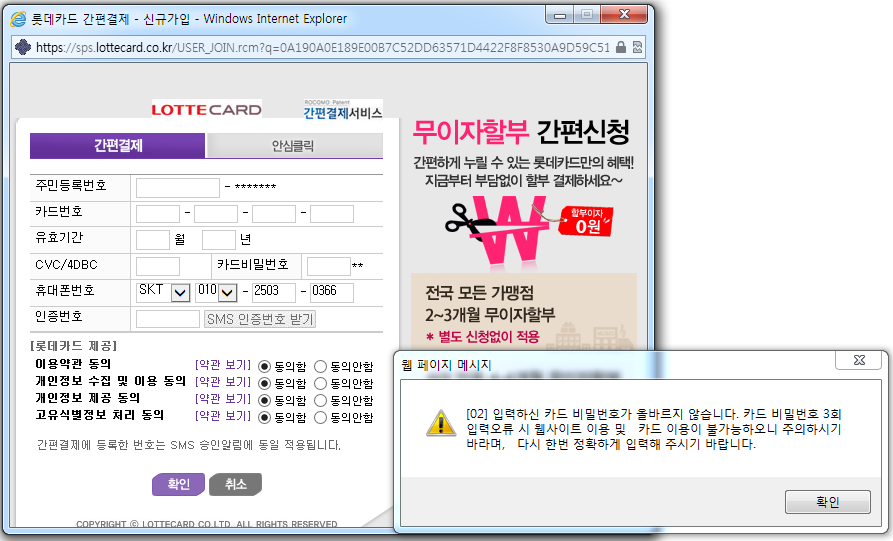 롯데카드 간편결제 - 신규가입 - Windows Internet Explorer
https://sps.lottecard.co.kr/USER_JOIN.rcm?q=0A190A0E189E00B7C52DD63571D4422F8F8530A9D59C51
LOTTECARD
ROCOMO Patent
간편결제서비스
간편결제 안심클릭
주민등록번호 - *******
카드번호 - - -
유효기간 월 년
CVC/4DBC 카드비밀번호 **
휴대폰번호 SKT 010 - 2503 - 0366
인증번호 SMS 인증번호 받기
[롯데카드 제공]
이용약관 동의 [약관 보기] 동의함 동의안함
개인정보 수집 및 이용 동의 [약관 보기] 동의함 동의안함
개인정보 제공 동의 [약관 보기] 동의함 동의안함
고유식별정보 처리 동의 [약관 보기] 동의함 동의안함
간편결제에 등록한 번호는 SMS 승인알림에 동일 적용됩니다.
확인 취소
COPYRIGHT ⓒ LOTTECARD CO.LTD. ALL RIGHTS RESERVED
무이자할부 간편신청
간편하게 누릴 수 있는 롯데카드만의 혜택!
지금부터 부담없이 할부 결제하세요~
할부이자
0원
전국 모든 가맹점
2~3개월 무이자할부
* 별도 신청없이 적용
웹 페이지 메시지
[02] 입력하신 카드 비밀번호가 올바르지 않습니다. 카드 비밀번호 3회
입력오류 시 웹사이트 이용 및 카드 이용이 불가능하오니 주의하시기
바라며, 다시 한번 정확하게 입력해 주시기 바랍니다.
확인